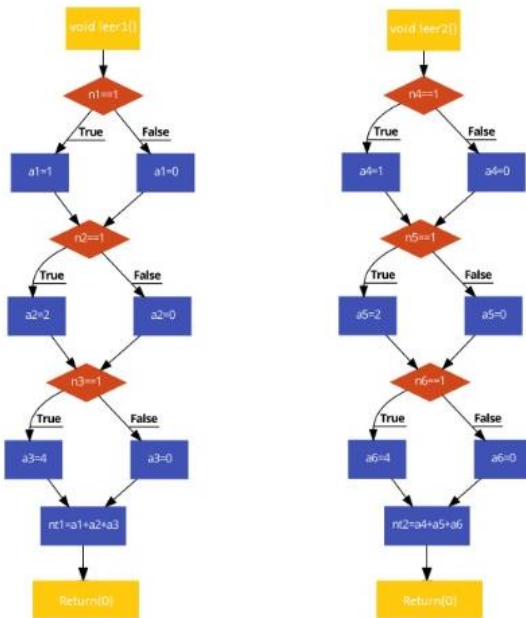 void leer1()
n1==1
True
False
a1=1
a1=0
n2==1
True
False
a2=2
a2=0
n3==1
True
False
a3=4
a3=0
nt1=a1+a2+a3
Return(0)
void leer2()
n4==1
True
False
a4=1
a4=0
n5==1
True
False
a5=2
a5=0
n6==1
True
False
a6=4
a6=0
nt2=a4+a5+a6
Return(0)